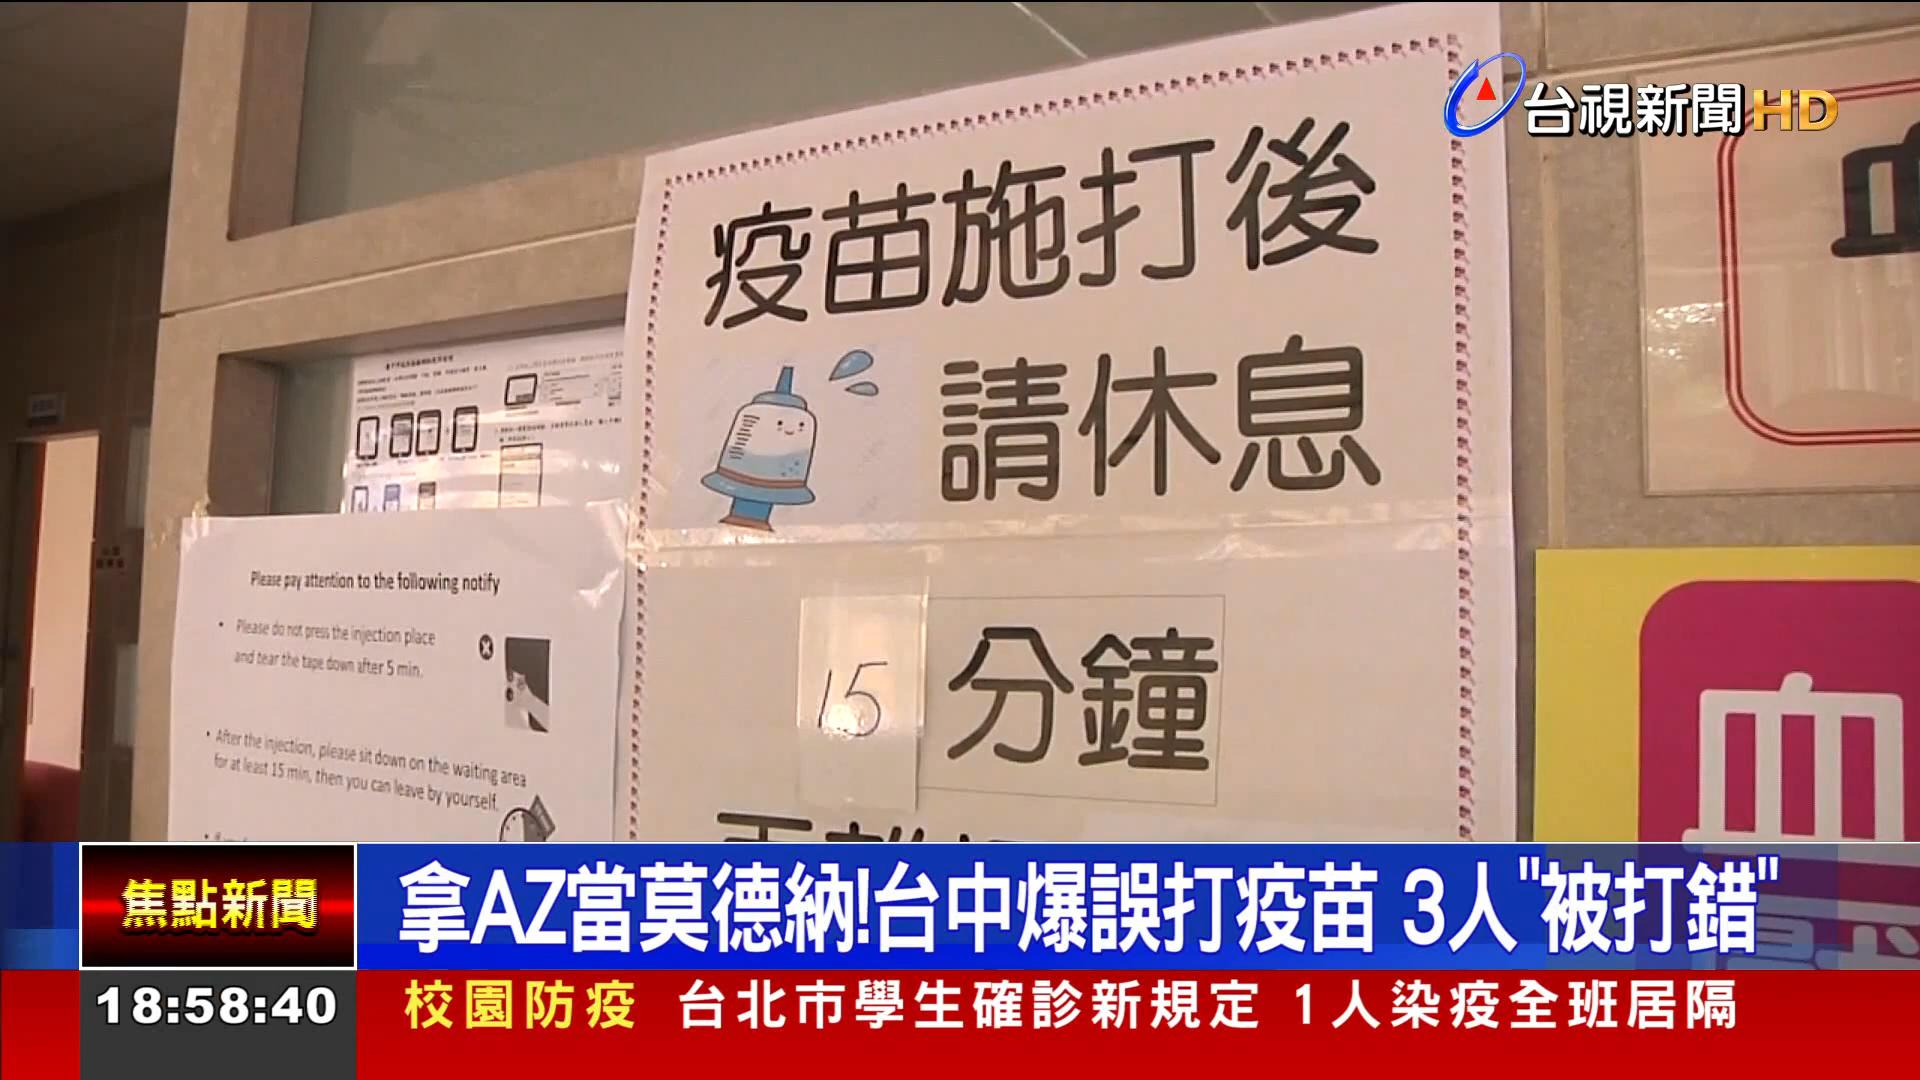 台視新聞HD
疫苗施打後
請休息
15分鐘
Please pay attention to the following notify
• Please do not press the injection place
and tear the tape down after 5 min.
• After the injection, please sit down on the waiting area
for at least 15 min, then you can leave by yourself.
血
焦點新聞
拿AZ當莫德納!台中爆誤打疫苗 3人"被打錯"
18:58:40
校園防疫 台北市學生確診新規定 1人染疫全班居隔